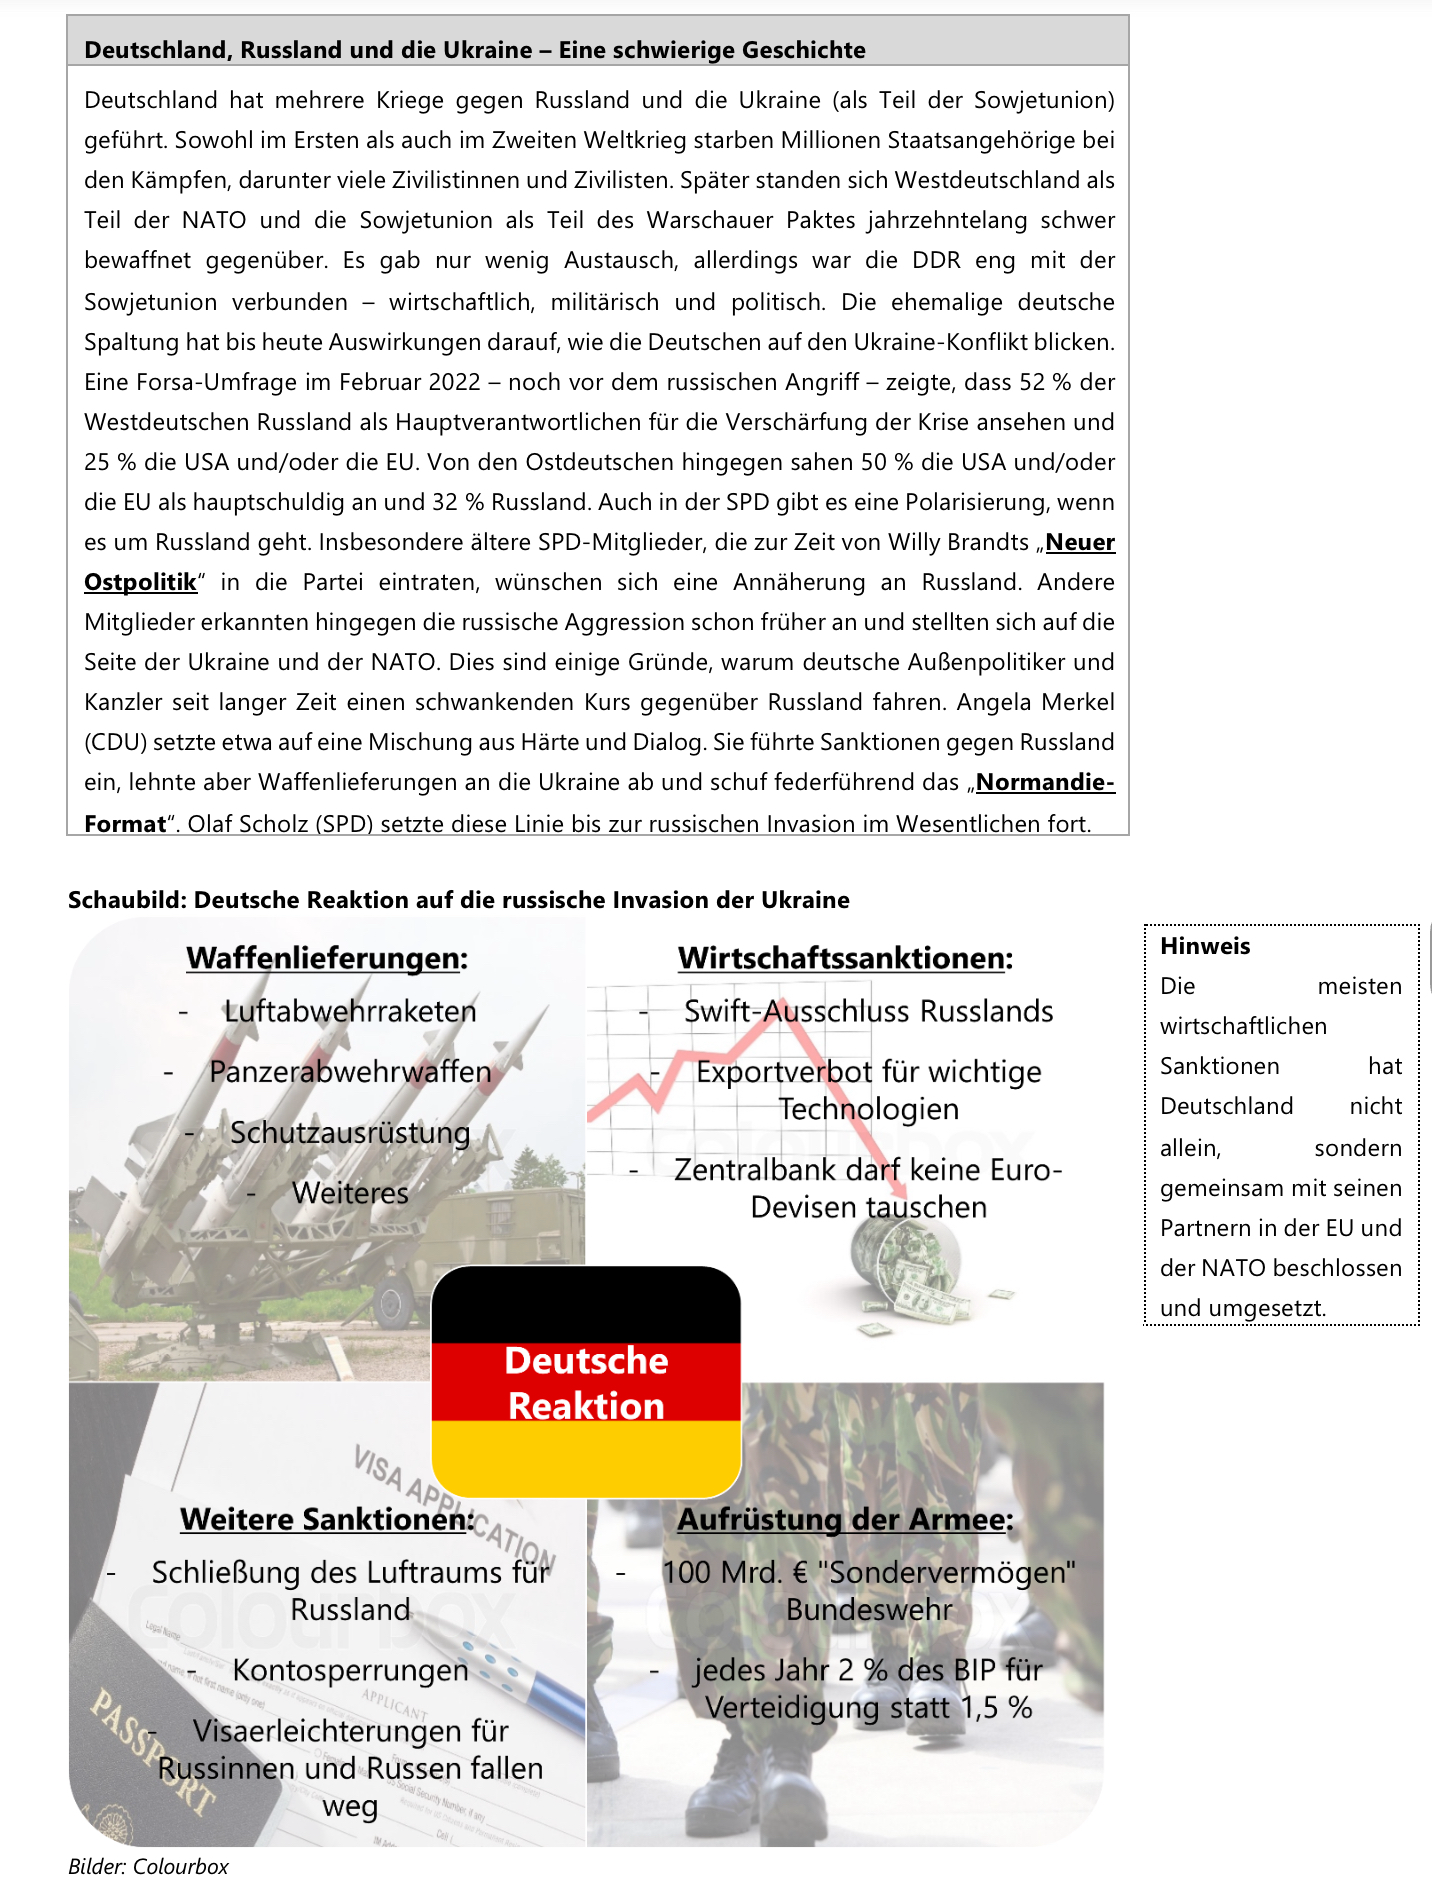 Deutschland, Russland und die Ukraine – Eine schwierige Geschichte
Deutschland hat mehrere Kriege gegen Russland und die Ukraine (als Teil der Sowjetunion)
geführt. Sowohl im Ersten als auch im Zweiten Weltkrieg starben Millionen Staatsangehörige bei
den Kämpfen, darunter viele Zivilistinnen und Zivilisten. Später standen sich Westdeutschland als
Teil der NATO und die Sowjetunion als Teil des Warschauer Paktes jahrzehntelang schwer
bewaffnet gegenüber. Es gab nur wenig Austausch, allerdings war die DDR eng mit der
Sowjetunion verbunden – wirtschaftlich, militärisch und politisch. Die ehemalige deutsche
Spaltung hat bis heute Auswirkungen darauf, wie die Deutschen auf den Ukraine-Konflikt blicken.
Eine Forsa-Umfrage im Februar 2022 – noch vor dem russischen Angriff – zeigte, dass 52 % der
Westdeutschen Russland als Hauptverantwortlichen für die Verschärfung der Krise ansehen und
25 % die USA und/oder die EU. Von den Ostdeutschen hingegen sahen 50 % die USA und/oder
die EU als hauptschuldig an und 32 % Russland. Auch in der SPD gibt es eine Polarisierung, wenn
es um Russland geht. Insbesondere ältere SPD-Mitglieder, die zur Zeit von Willy Brandts „Neuer
Ostpolitik“ in die Partei eintraten, wünschen sich eine Annäherung an Russland. Andere
Mitglieder erkannten hingegen die russische Aggression schon früher an und stellten sich auf die
Seite der Ukraine und der NATO. Dies sind einige Gründe, warum deutsche Außenpolitiker und
Kanzler seit langer Zeit einen schwankenden Kurs gegenüber Russland fahren. Angela Merkel
(CDU) setzte etwa auf eine Mischung aus Härte und Dialog. Sie führte Sanktionen gegen Russland
ein, lehnte aber Waffenlieferungen an die Ukraine ab und schuf federführend das „Normandie-
Format“. Olaf Scholz (SPD) setzte diese Linie bis zur russischen Invasion im Wesentlichen fort.
Schaubild: Deutsche Reaktion auf die russische Invasion der Ukraine
Waffenlieferungen:
- Luftabwehrraketen
- Panzerabwehrwaffen
- Schutzausrüstung
- Weiteres
Wirtschaftssanktionen:
- Swift-Ausschluss Russlands
- Exportverbot für wichtige
Technologien
- Zentralbank darf keine Euro-
Devisen tauschen
Hinweis
Die meisten
wirtschaftlichen
Sanktionen hat
Deutschland nicht
allein, sondern
gemeinsam mit seinen
Partnern in der EU und
der NATO beschlossen
und umgesetzt.
Deutsche
Reaktion
VISA APPLICATION
Weitere Sanktionen:
- Schließung des Luftraums für
Russland
- Kontosperrungen
- Visaerleichterungen für
Russinnen und Russen fallen
weg
Legal Name
APPLICANT
PASSPORT
colourbox
Aufrüstung der Armee:
- 100 Mrd. € "Sondervermögen"
Bundeswehr
- jedes Jahr 2 % des BIP für
Verteidigung statt 1,5 %
Bilder: Colourbox